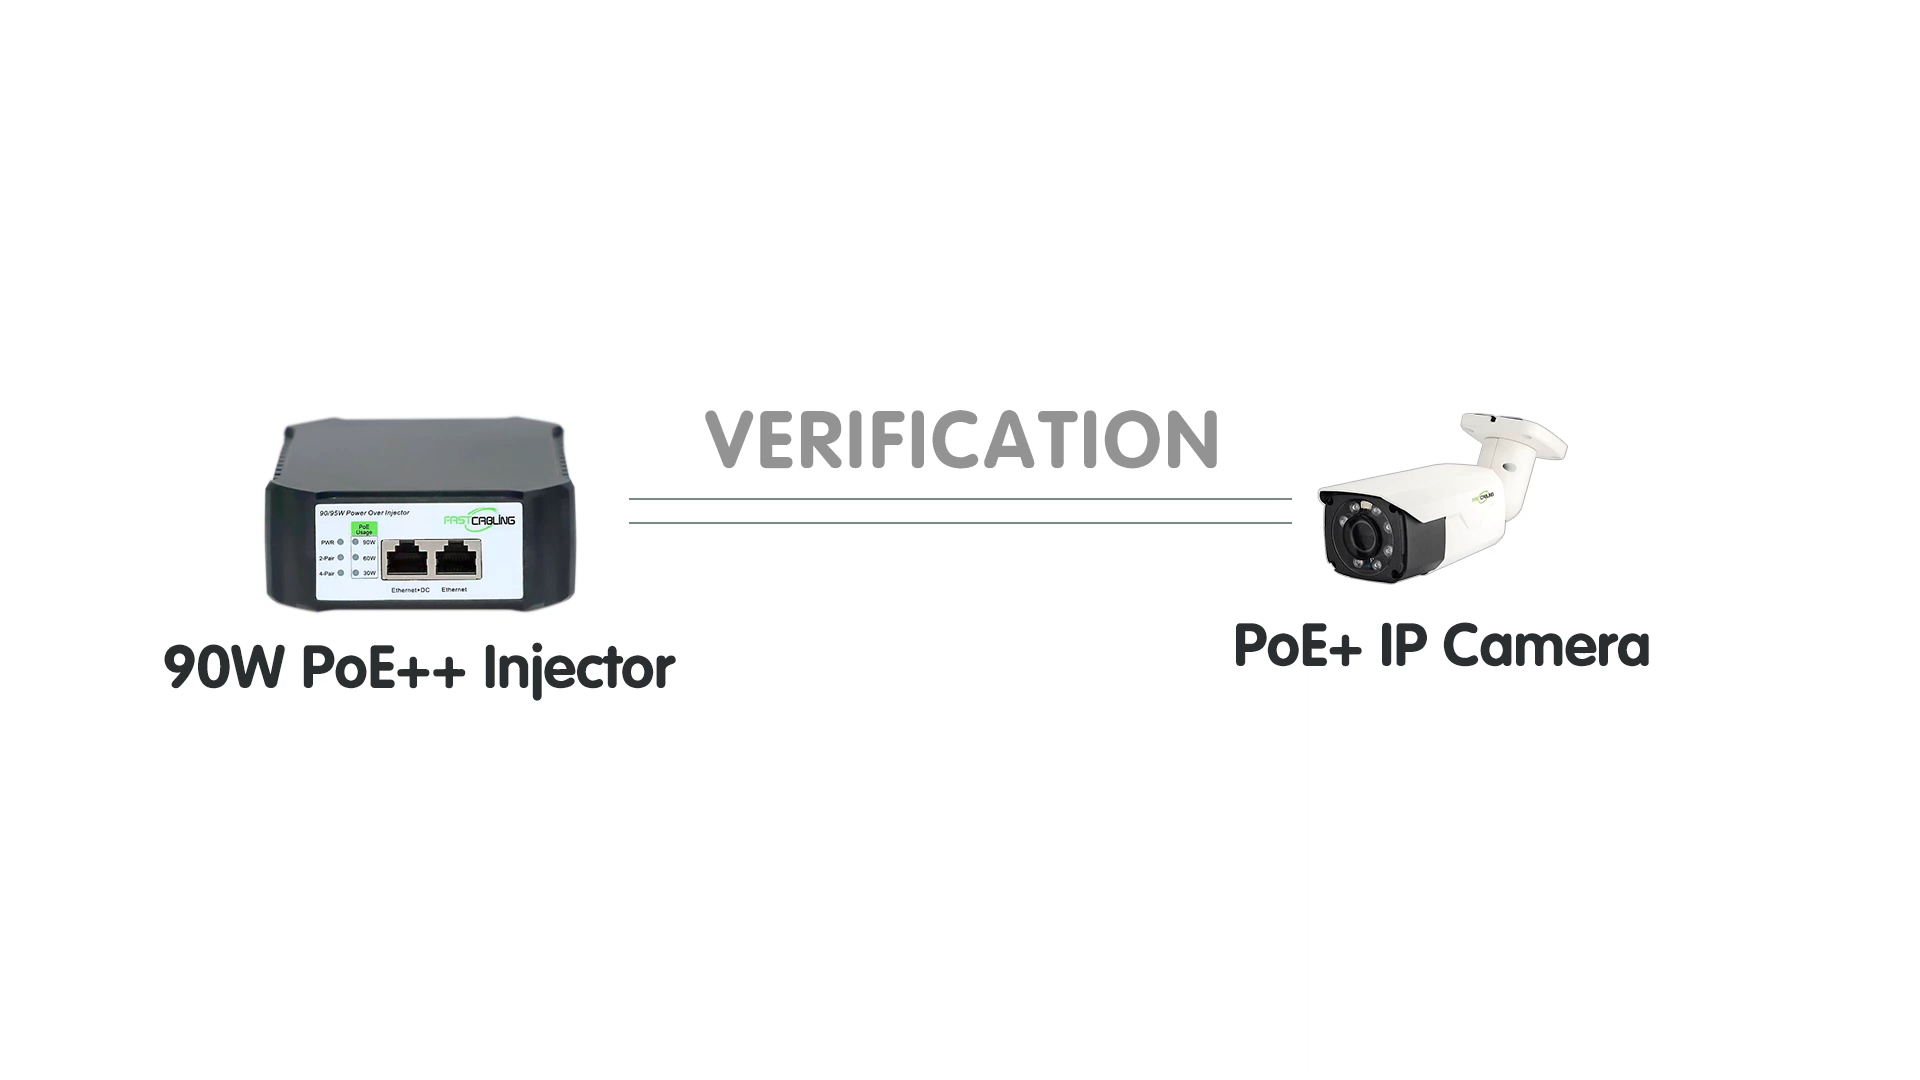 VERIFICATION
90/95W Power Over Injector
FASTCABLING
PoE
Usage
PWR
90W
2-Pair
60W
4-Pair
30W
Ethernet+DC
Ethernet
FASTCABLING
90W PoE++ Injector
PoE+ IP Camera